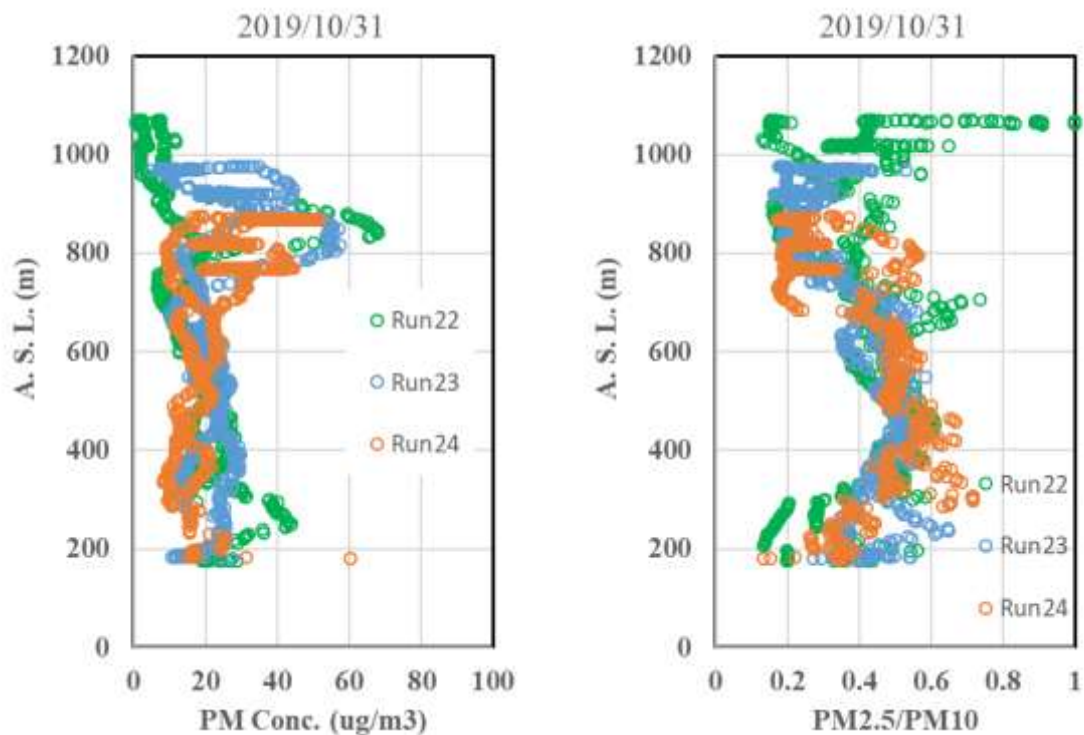 2019/10/31
1200
1000
800
600
400
200
0
A. S. L. (m)
0 20 40 60 80 100
PM Conc. (ug/m3)
Run22
Run23
Run24
2019/10/31
1200
1000
800
600
400
200
0
A. S. L. (m)
0 0.2 0.4 0.6 0.8 1
PM2.5/PM10
Run22
Run23
Run24